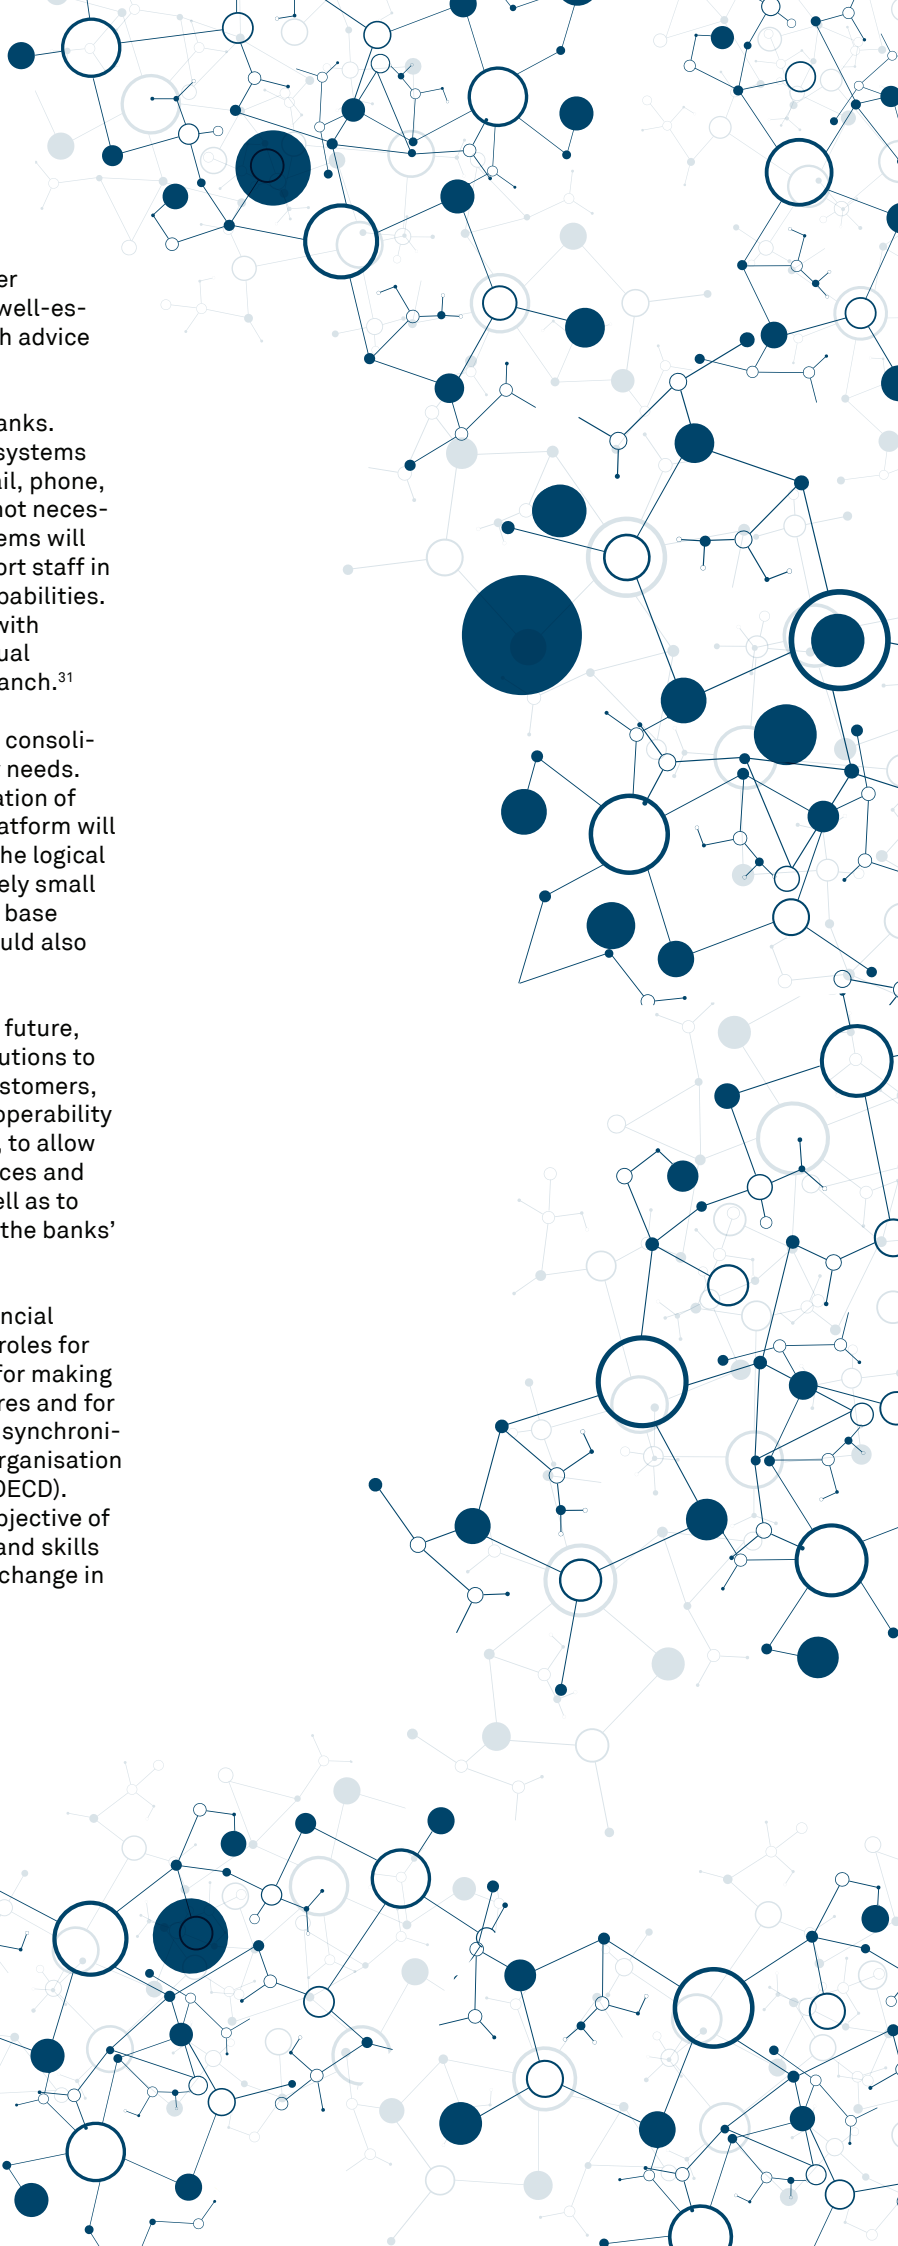 er
well-es-
h advice
anks.
systems
ail, phone,
not neces-
ems will
ort staff in
pabilities.
with
ual
anch.³¹
consoli-
needs.
ation of
atform will
he logical
ely small
base
uld also
future,
utions to
stomers,
operability
, to allow
ces and
ell as to
the banks’
ncial
roles for
for making
res and for
synchroni-
rganisation
OECD).
bjective of
and skills
change in